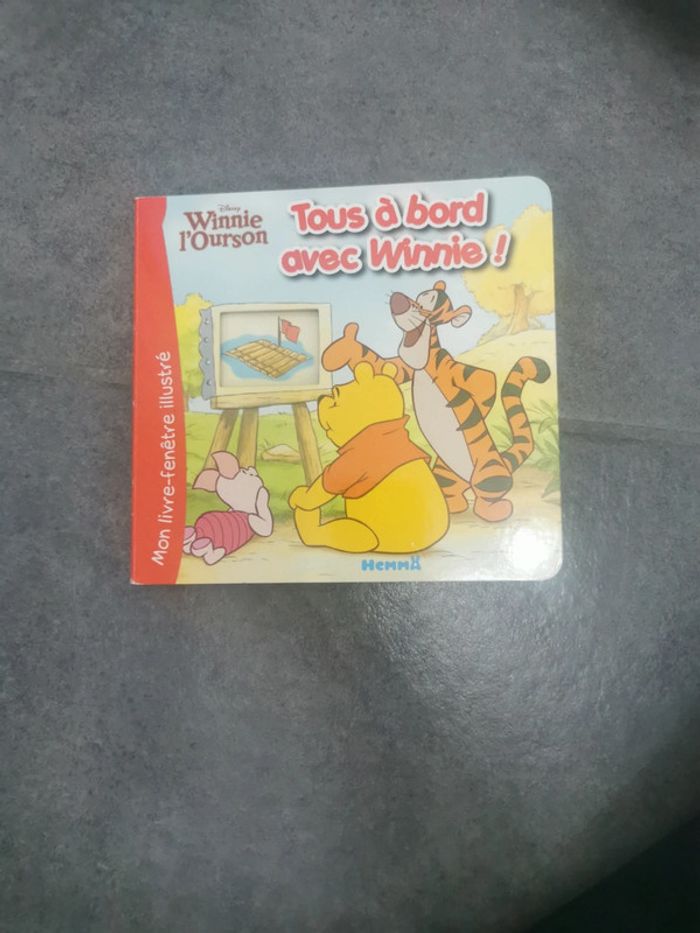 Disney
Winnie
l'Ourson
Tous à bord
avec Winnie !
Mon livre-fenêtre illustré
Hemma